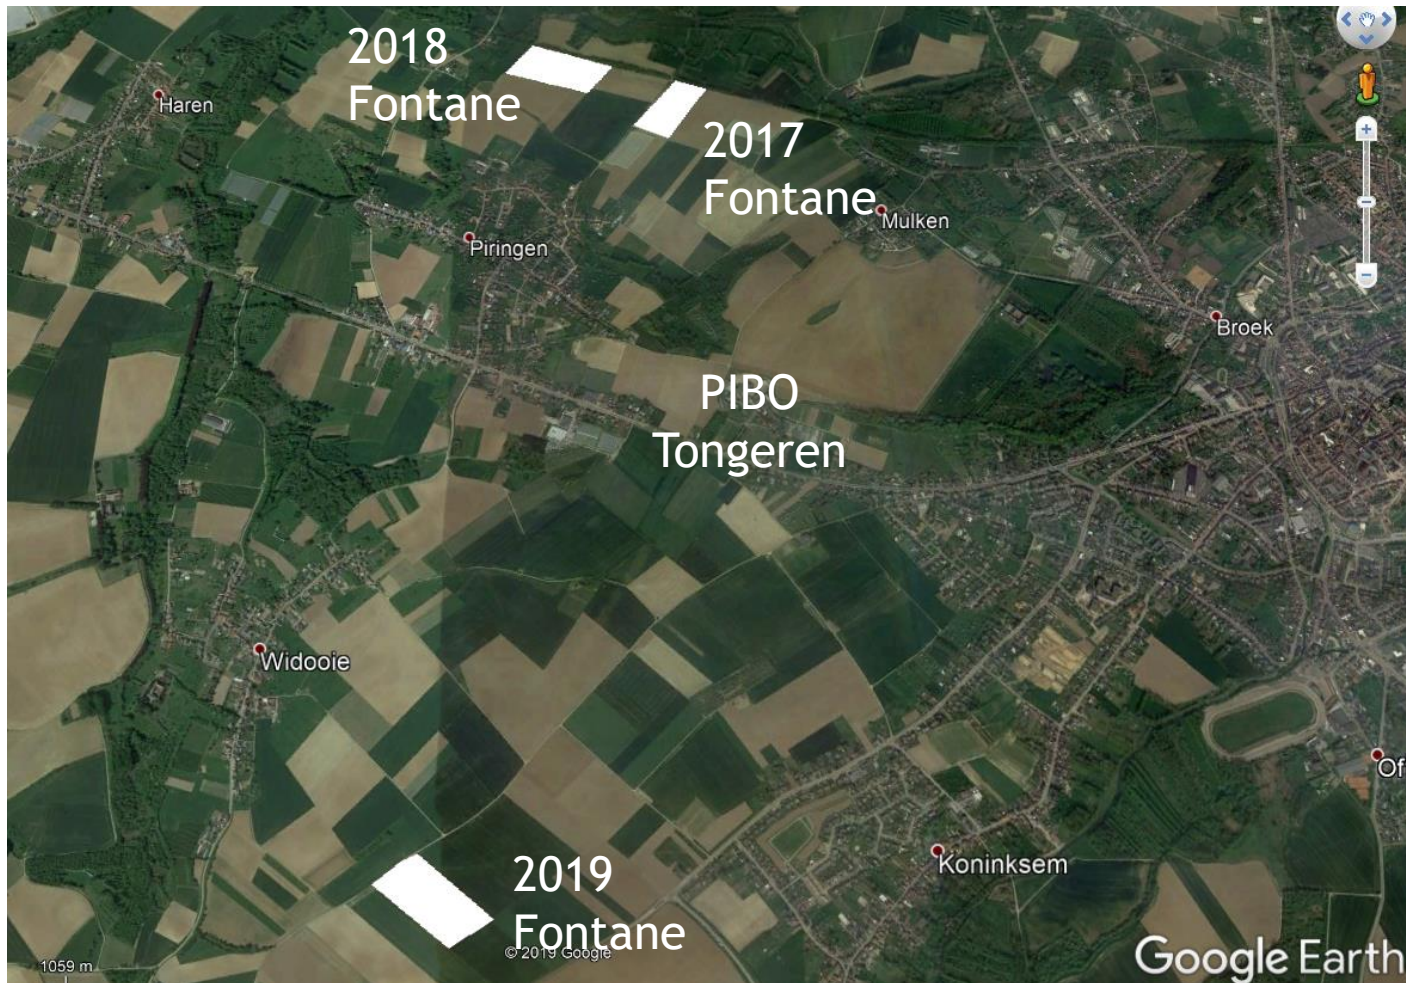 2018
Fontane
Haren
2017
Fontane
Mulken
Piringen
Broek
PIBO
Tongeren
Widooie
Of
Koninksem
2019
Fontane
© 2019 Google
1059 m
Google Earth